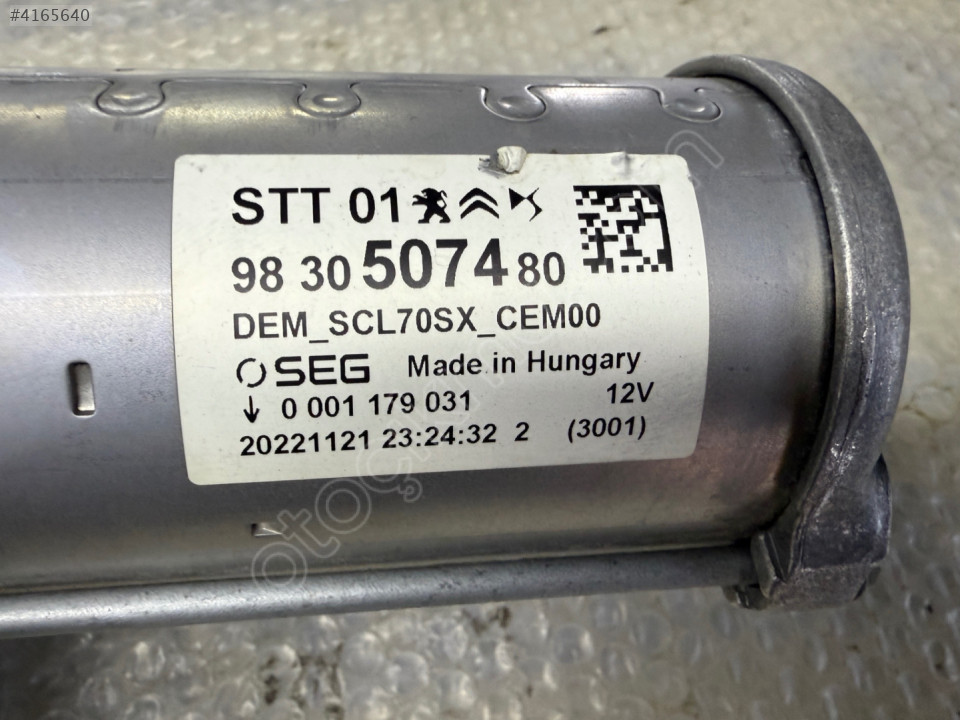 #4165640
STT 01
98 30 5074 80
DEM_SCL70SX_CEM00
SEG Made in Hungary
0 001 179 031 12V
20221121 23:24:32 2 (3001)